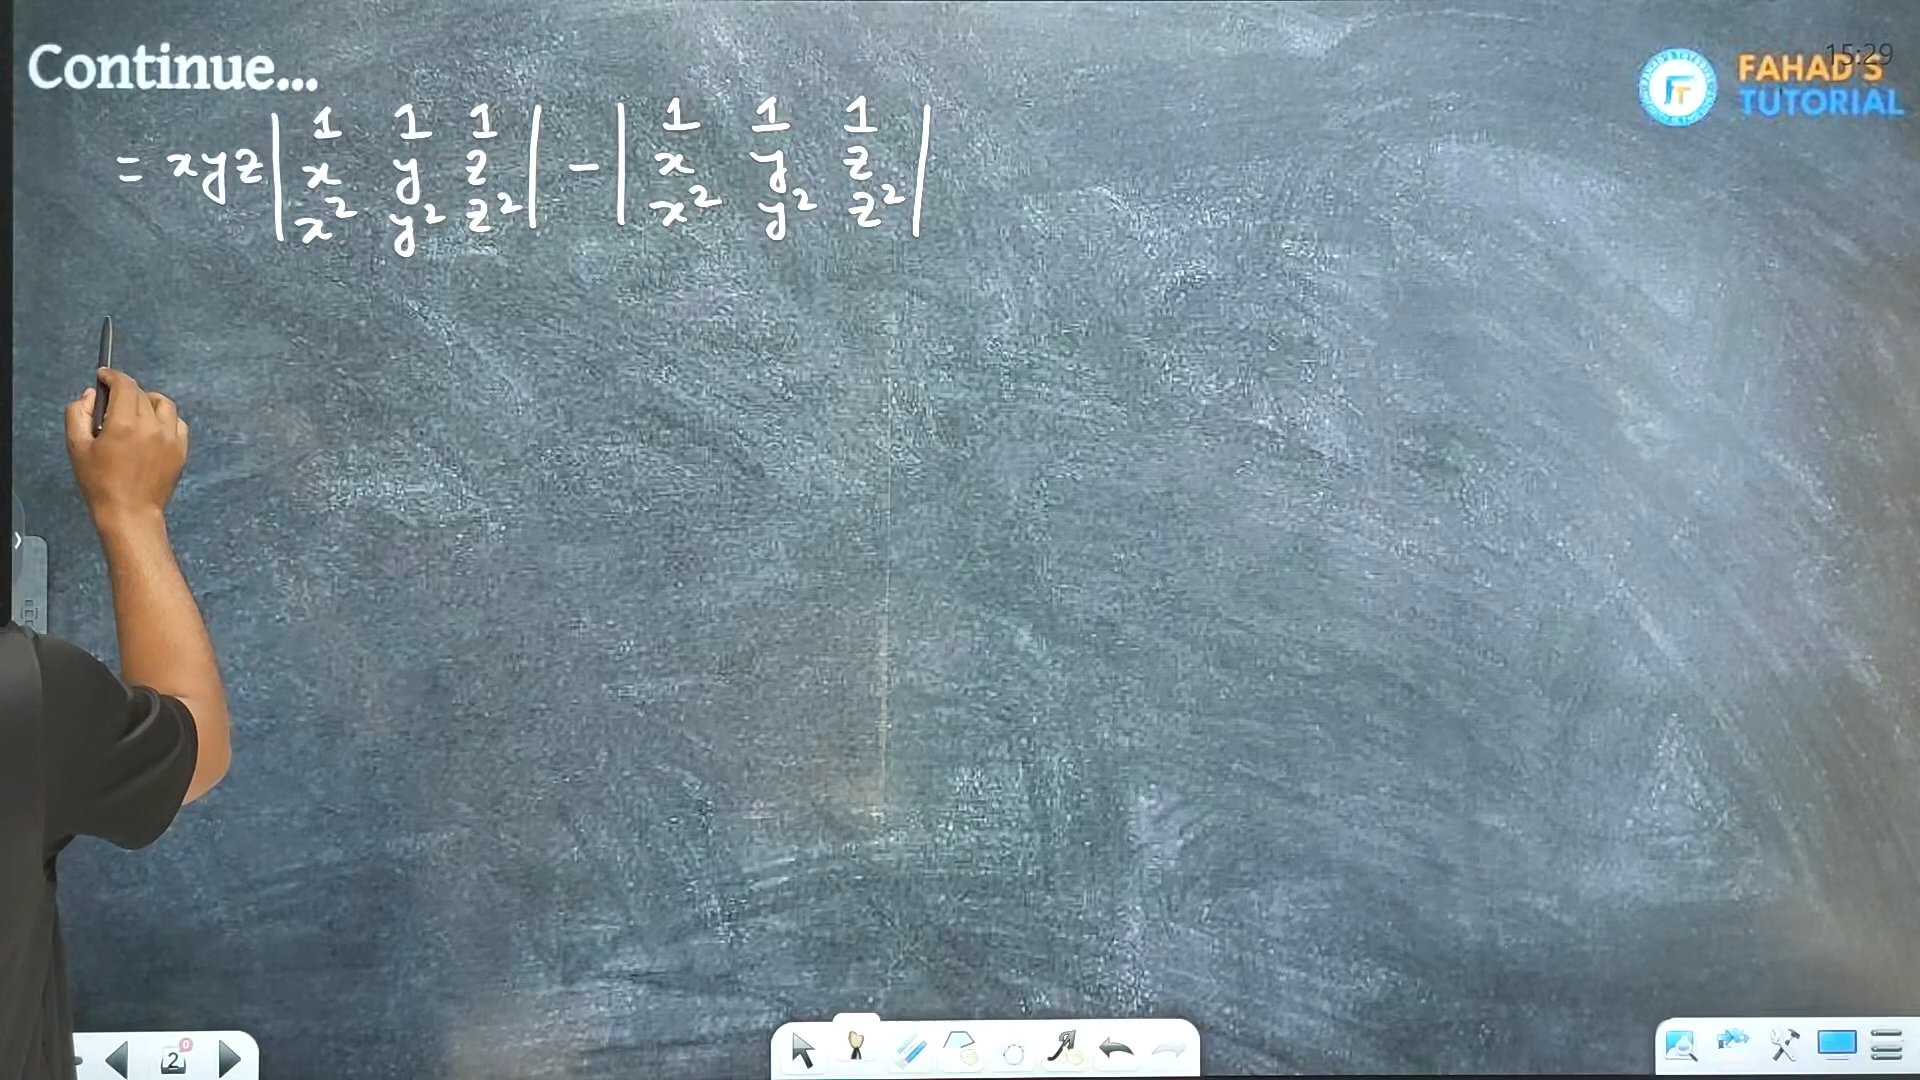 Continue...
15:29
FAHAD'S
TUTORIAL
= xyz | 1 1 1 | - | 1 1 1 |
| x y z | | x y z |
| x² y² z² | | x² y² z² |
2
0